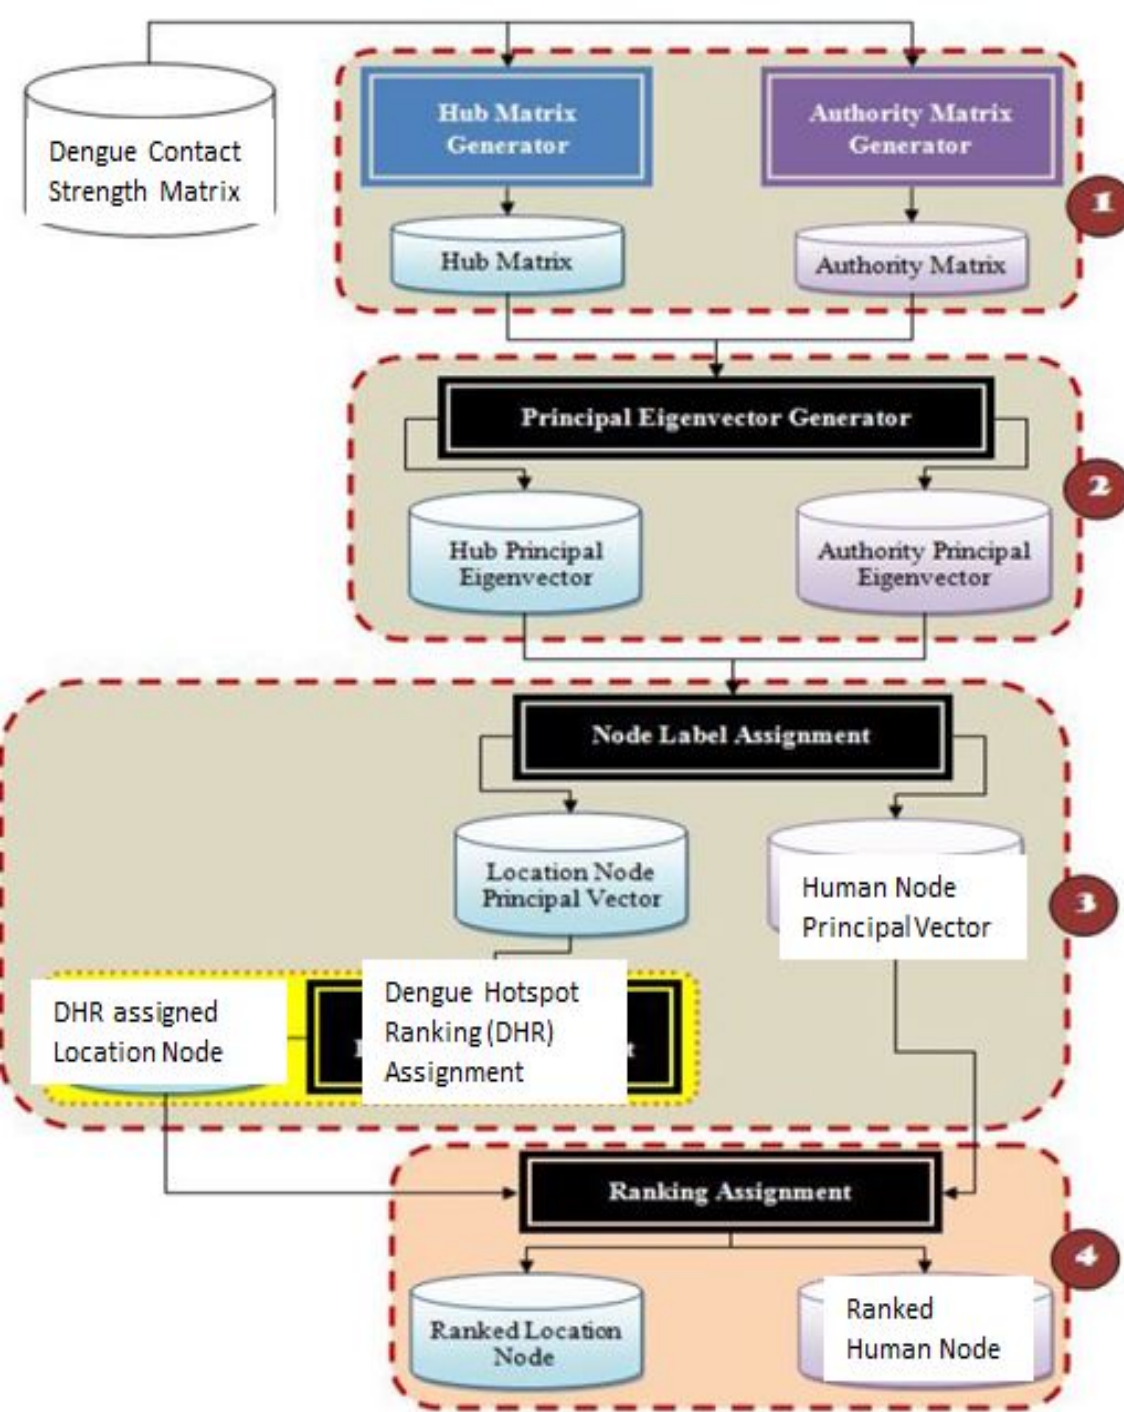 Hub Matrix
Generator
Authority Matrix
Generator
Dengue Contact
Strength Matrix
1
Hub Matrix
Authority Matrix
Principal Eigenvector Generator
2
Hub Principal
Eigenvector
Authority Principal
Eigenvector
Node Label Assignment
Location Node
Principal Vector
Human Node
Principal Vector
3
DHR assigned
Location Node
Dengue Hotspot
Ranking (DHR)
Assignment
Ranking Assignment
4
Ranked Location
Node
Ranked
Human Node